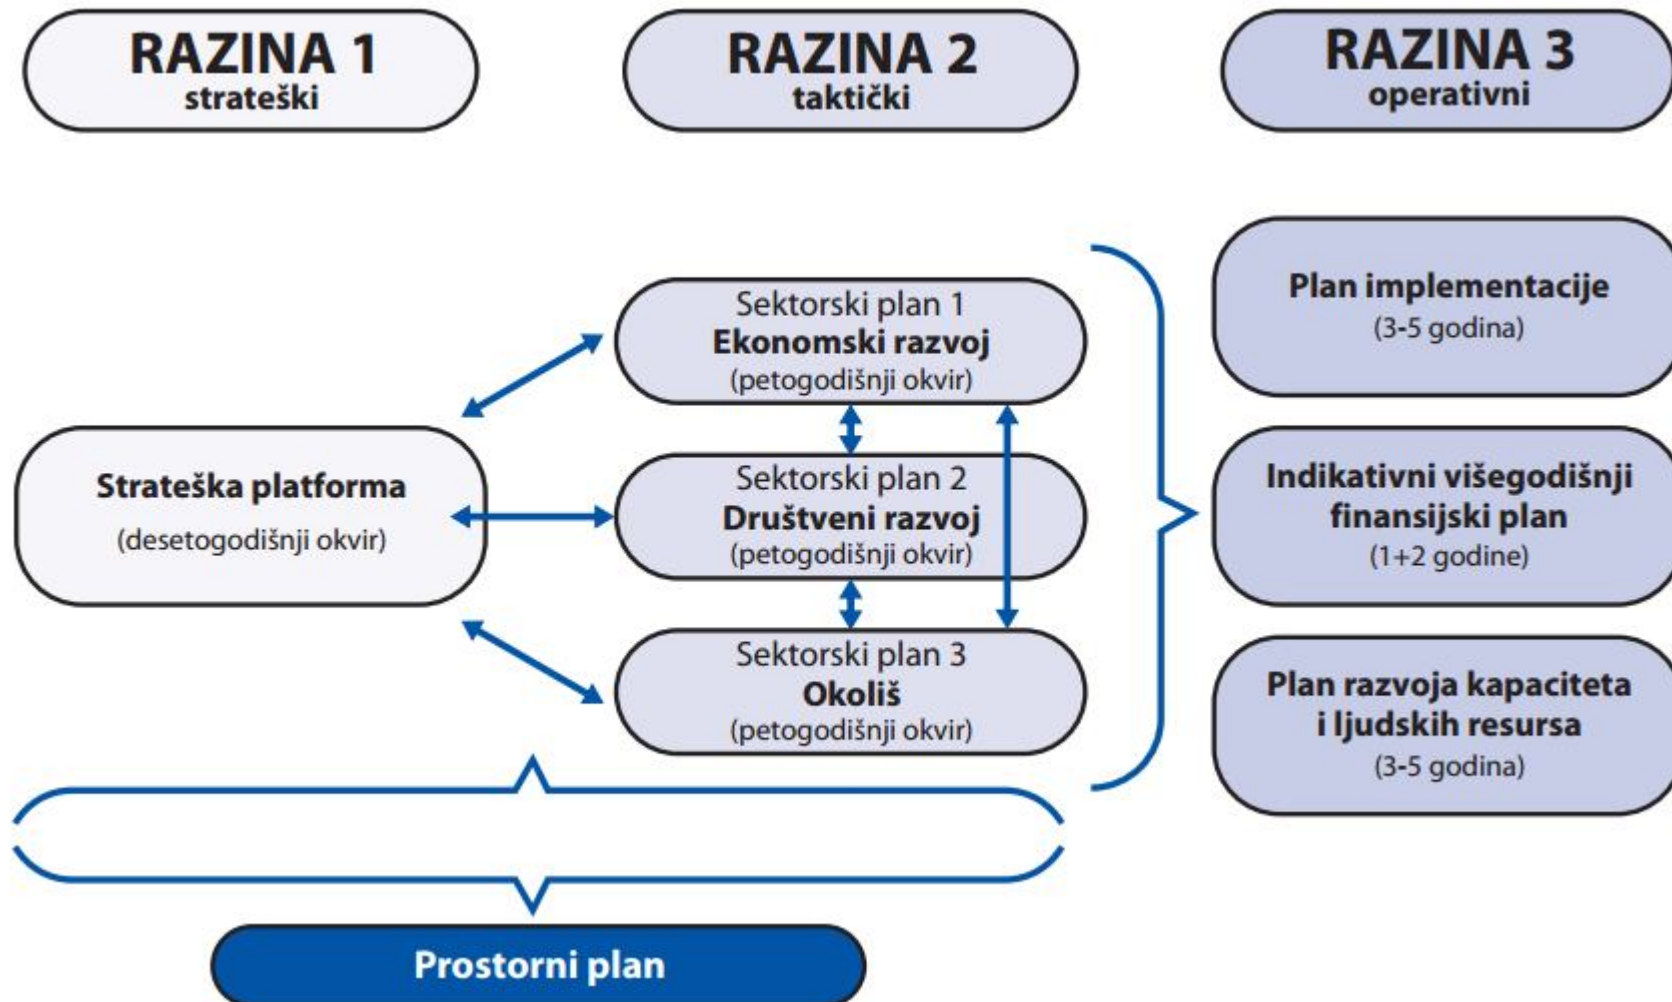 RAZINA 1
strateški
RAZINA 2
taktički
RAZINA 3
operativni
Strateška platforma
(desetogodišnji okvir)
Sektorski plan 1
Ekonomski razvoj
(petogodišnji okvir)
Sektorski plan 2
Društveni razvoj
(petogodišnji okvir)
Sektorski plan 3
Okoliš
(petogodišnji okvir)
Plan implementacije
(3-5 godina)
Indikativni višegodišnji
finansijski plan
(1+2 godine)
Plan razvoja kapaciteta
i ljudskih resursa
(3-5 godina)
Prostorni plan